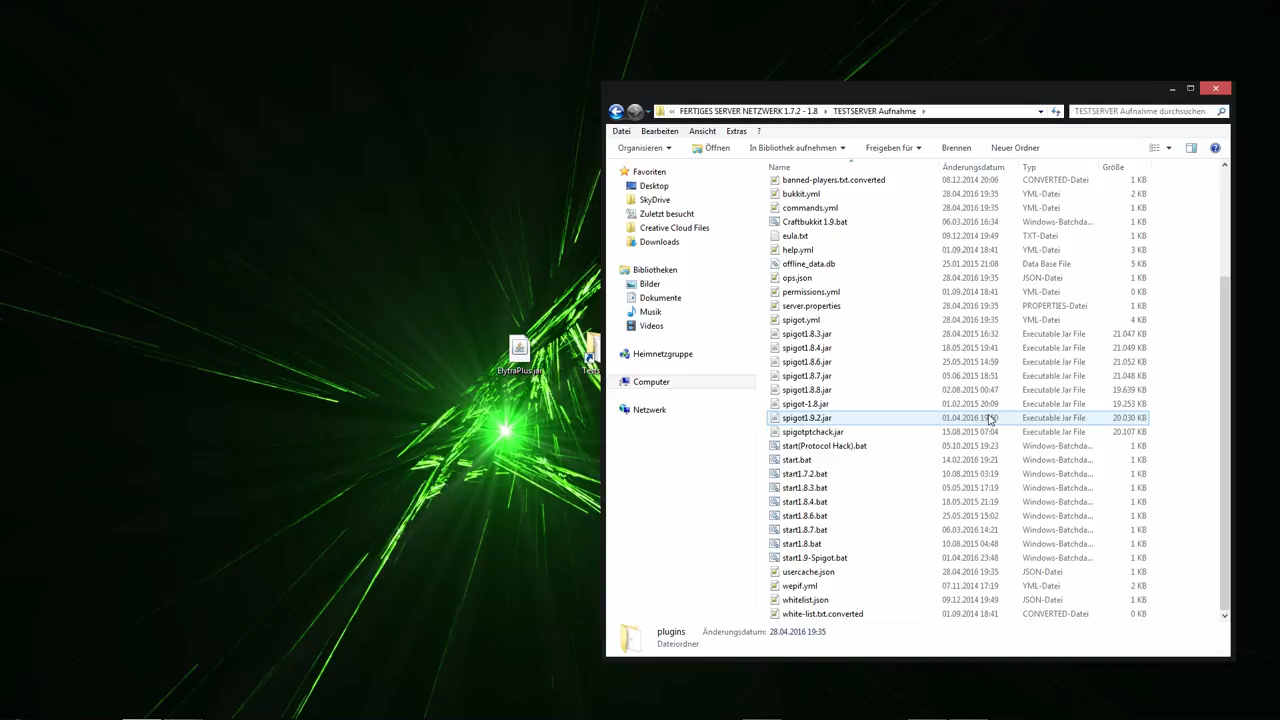 « FERTIGES SERVER NETZWERK 1.7.2 - 1.8 TESTSERVER Aufnahme TESTSERVER Aufnahme durchsuchen
Datei Bearbeiten Ansicht Extras ?
Organisieren Öffnen In Bibliothek aufnehmen Freigeben für Brennen Neuer Ordner
Favoriten
Desktop
SkyDrive
Zuletzt besucht
Creative Cloud Files
Downloads
Bibliotheken
Bilder
Dokumente
Musik
Videos
Heimnetzgruppe
Computer
Netzwerk
Name Änderungsdatum Typ Größe
banned-players.txt.converted 08.12.2014 20:06 CONVERTED-Datei 1 KB
bukkit.yml 28.04.2016 19:35 YML-Datei 2 KB
commands.yml 28.04.2016 19:35 YML-Datei 1 KB
Craftbukkit 1.9.bat 06.03.2016 16:34 Windows-Batchda... 1 KB
eula.txt 09.12.2014 19:49 TXT-Datei 1 KB
help.yml 01.09.2014 18:41 YML-Datei 3 KB
offline_data.db 25.01.2015 21:08 Data Base File 5 KB
ops.json 28.04.2016 19:35 JSON-Datei 1 KB
permissions.yml 01.09.2014 18:41 YML-Datei 0 KB
server.properties 28.04.2016 19:35 PROPERTIES-Datei 1 KB
spigot.yml 28.04.2016 19:35 YML-Datei 4 KB
spigot1.8.3.jar 28.04.2015 16:32 Executable Jar File 21.047 KB
spigot1.8.4.jar 18.05.2015 19:41 Executable Jar File 21.049 KB
spigot1.8.6.jar 25.05.2015 14:59 Executable Jar File 21.052 KB
spigot1.8.7.jar 05.06.2015 18:51 Executable Jar File 21.048 KB
spigot1.8.8.jar 02.08.2015 00:47 Executable Jar File 19.639 KB
spigot-1.8.jar 01.02.2015 20:09 Executable Jar File 19.253 KB
spigot1.9.2.jar 01.04.2016 Executable Jar File 20.030 KB
spigotptchack.jar 15.08.2015 07:04 Executable Jar File 20.107 KB
start(Protocol Hack).bat 05.10.2015 19:23 Windows-Batchda... 1 KB
start.bat 14.02.2016 19:21 Windows-Batchda... 1 KB
start1.7.2.bat 10.08.2015 03:19 Windows-Batchda... 1 KB
start1.8.3.bat 05.05.2015 17:19 Windows-Batchda... 1 KB
start1.8.4.bat 18.05.2015 21:19 Windows-Batchda... 1 KB
start1.8.6.bat 25.05.2015 15:02 Windows-Batchda... 1 KB
start1.8.7.bat 06.03.2016 14:21 Windows-Batchda... 1 KB
start1.8.bat 10.08.2015 04:48 Windows-Batchda... 1 KB
start1.9-Spigot.bat 01.04.2016 23:48 Windows-Batchda... 1 KB
usercache.json 28.04.2016 19:35 JSON-Datei 1 KB
wepif.yml 07.11.2014 17:19 YML-Datei 2 KB
whitelist.json 09.12.2014 19:49 JSON-Datei 1 KB
white-list.txt.converted 01.09.2014 18:41 CONVERTED-Datei 0 KB
plugins Änderungsdatum: 28.04.2016 19:35
Dateiordner
ElytraPlus.jar